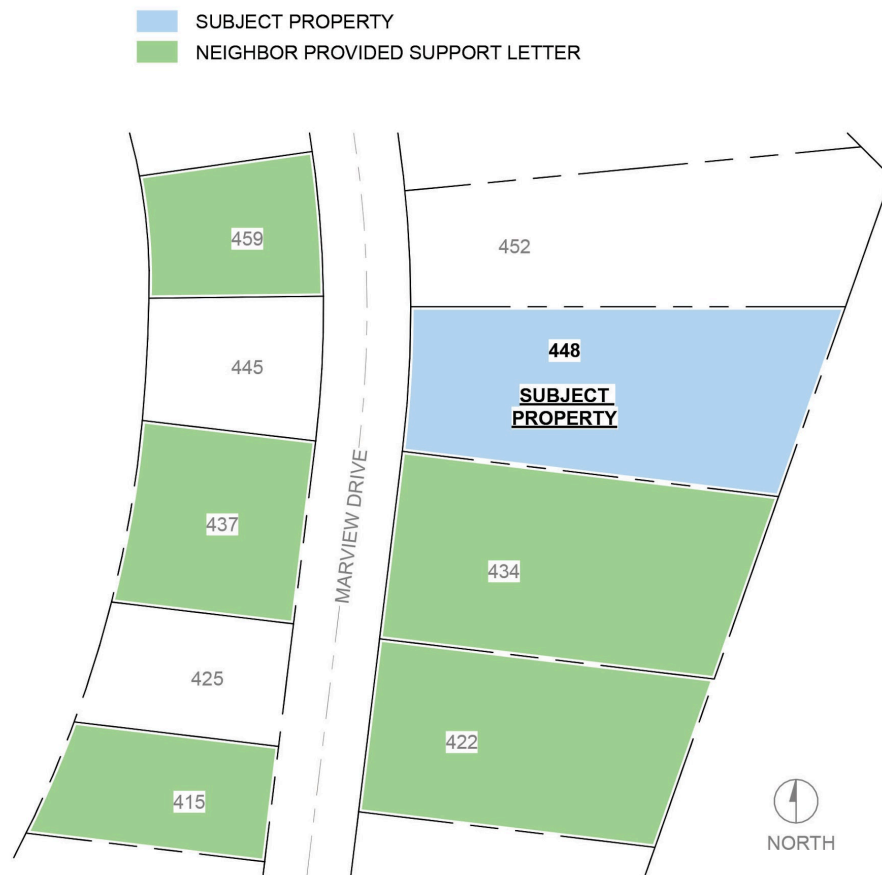 SUBJECT PROPERTY
NEIGHBOR PROVIDED SUPPORT LETTER
459
452
445
448
SUBJECT
PROPERTY
437
MARVIEW DRIVE
434
425
422
415
NORTH